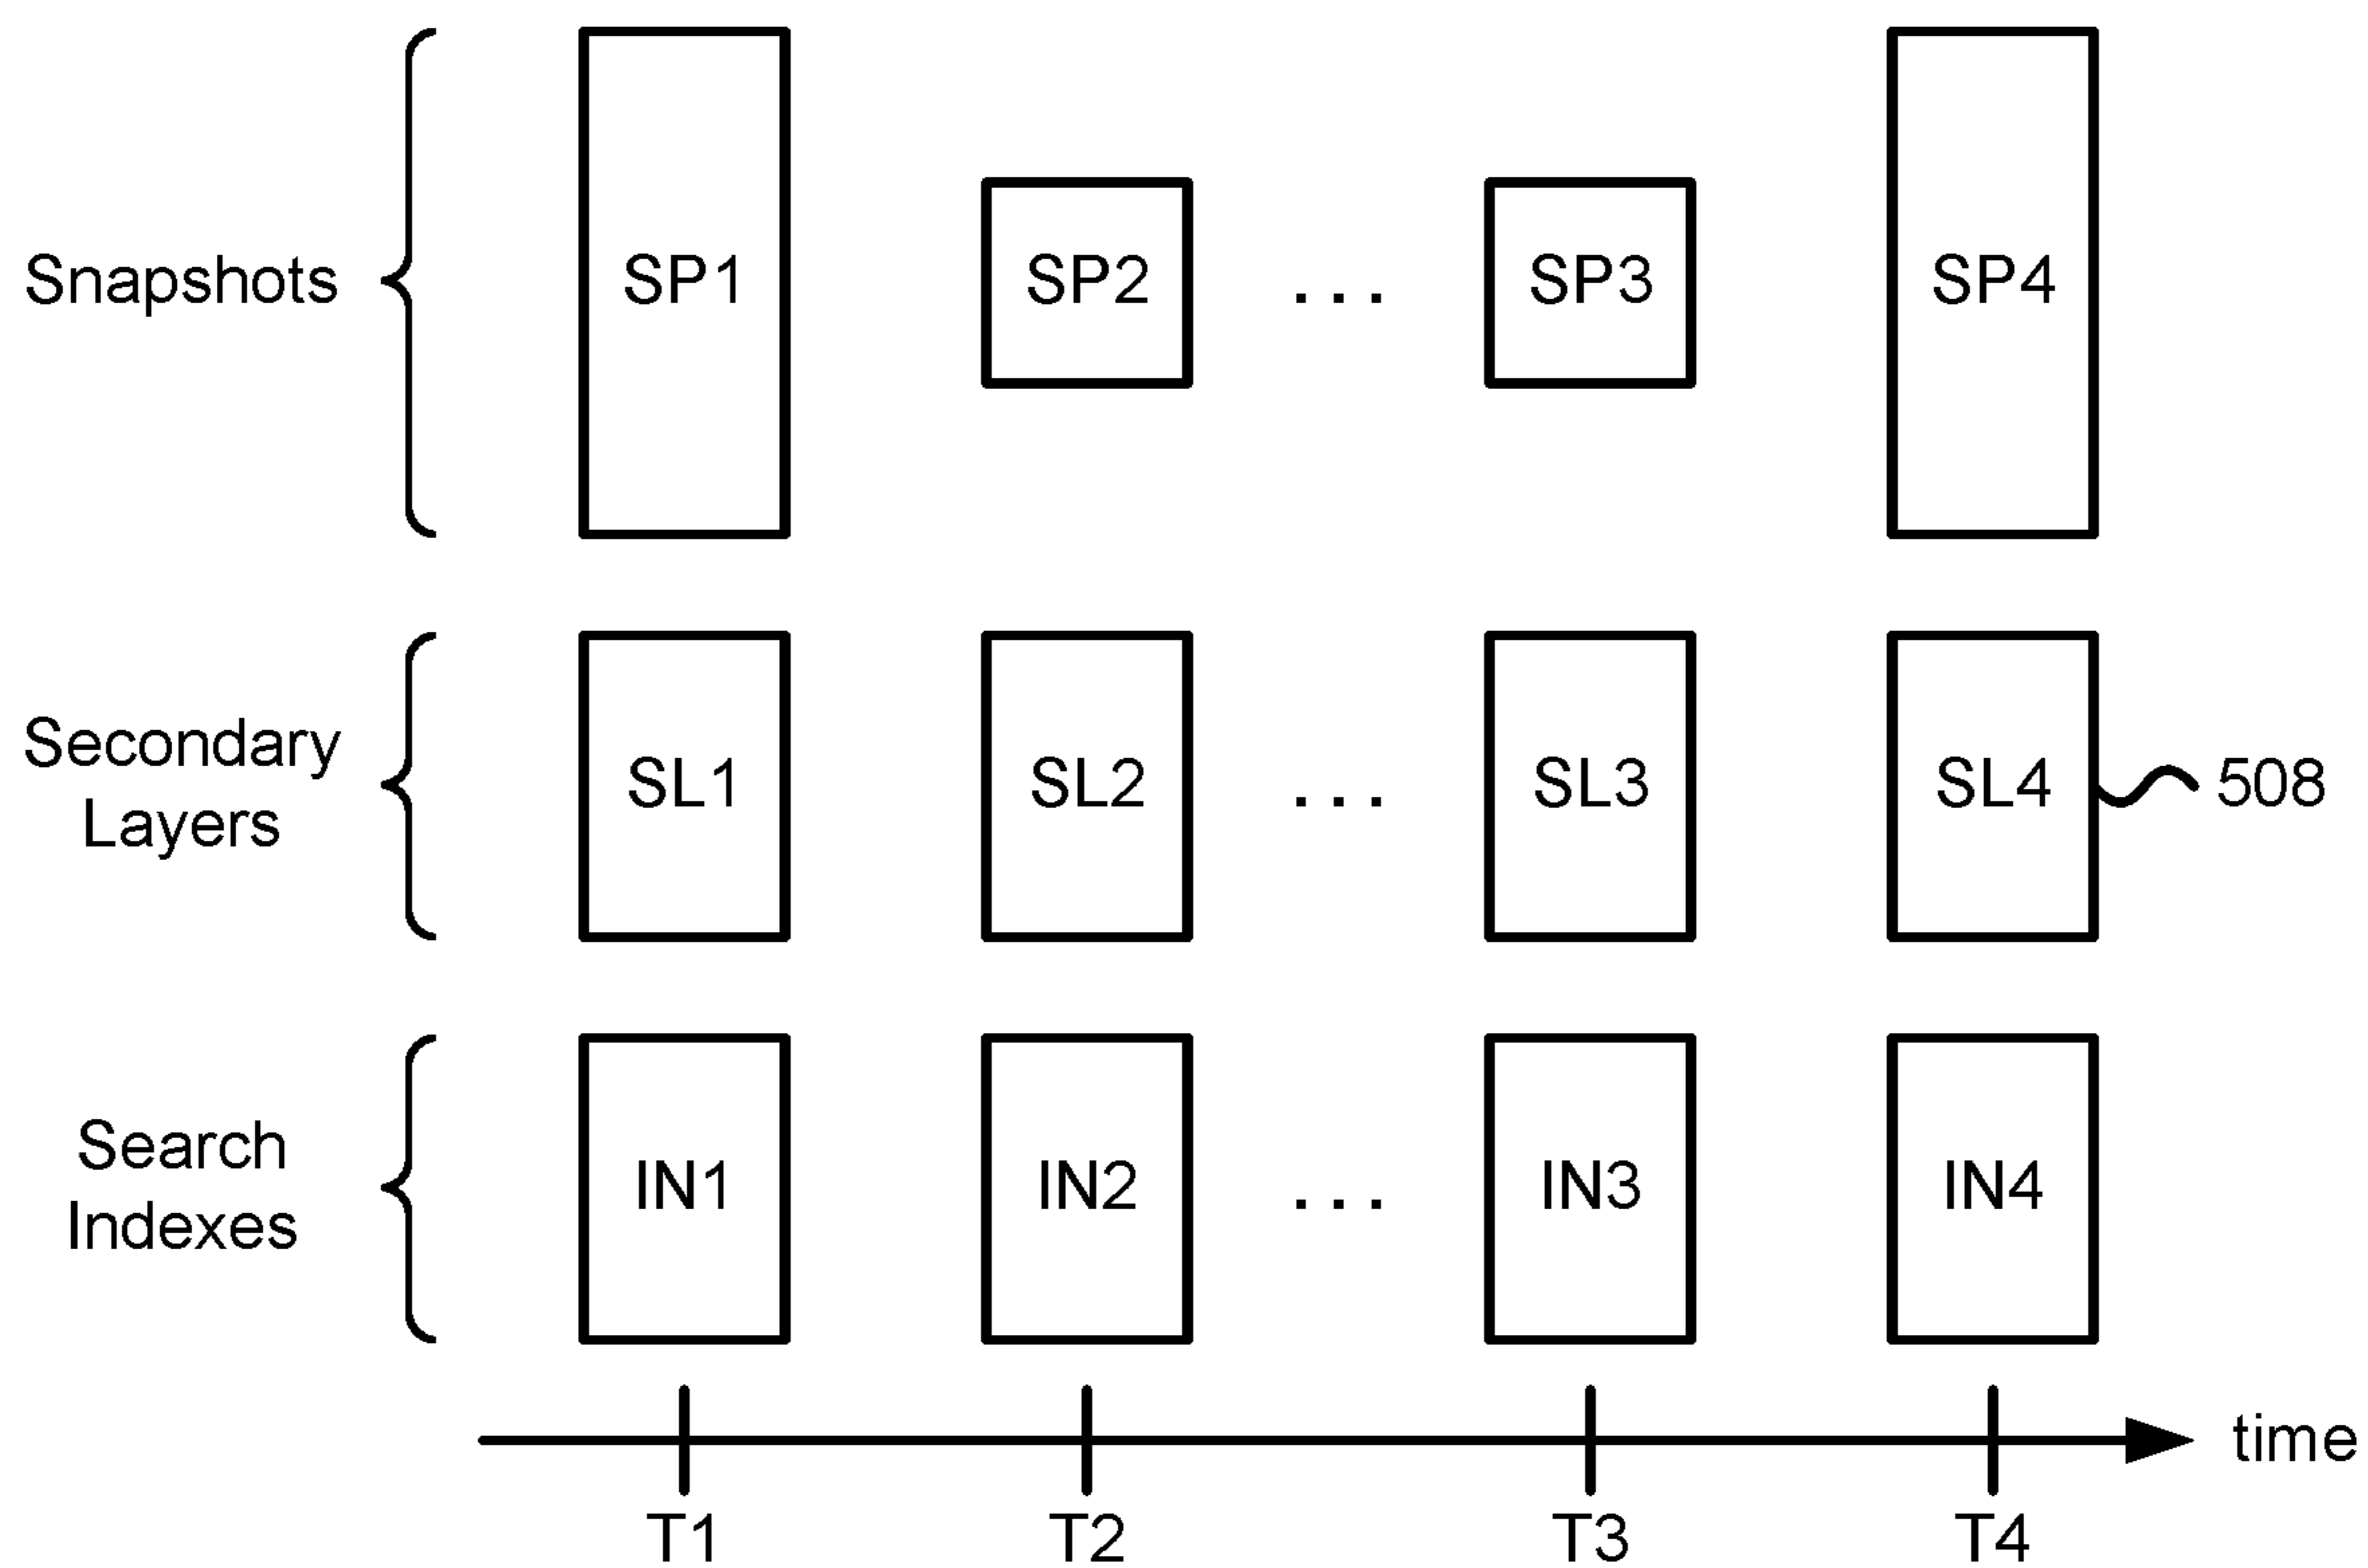 Snapshots
SP1
SP2
. . .
SP3
SP4
Secondary
Layers
SL1
SL2
. . .
SL3
SL4
508
Search
Indexes
IN1
IN2
. . .
IN3
IN4
time
T1
T2
T3
T4